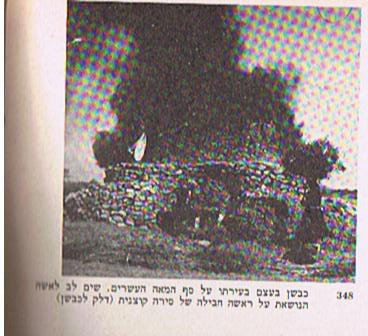 348
כבשן בעצם בעירתו על סף המאה העשרים. שים לב לאשה
הנושאת על ראשה חבילה של סירה קוצנית (דלק לכבשן)